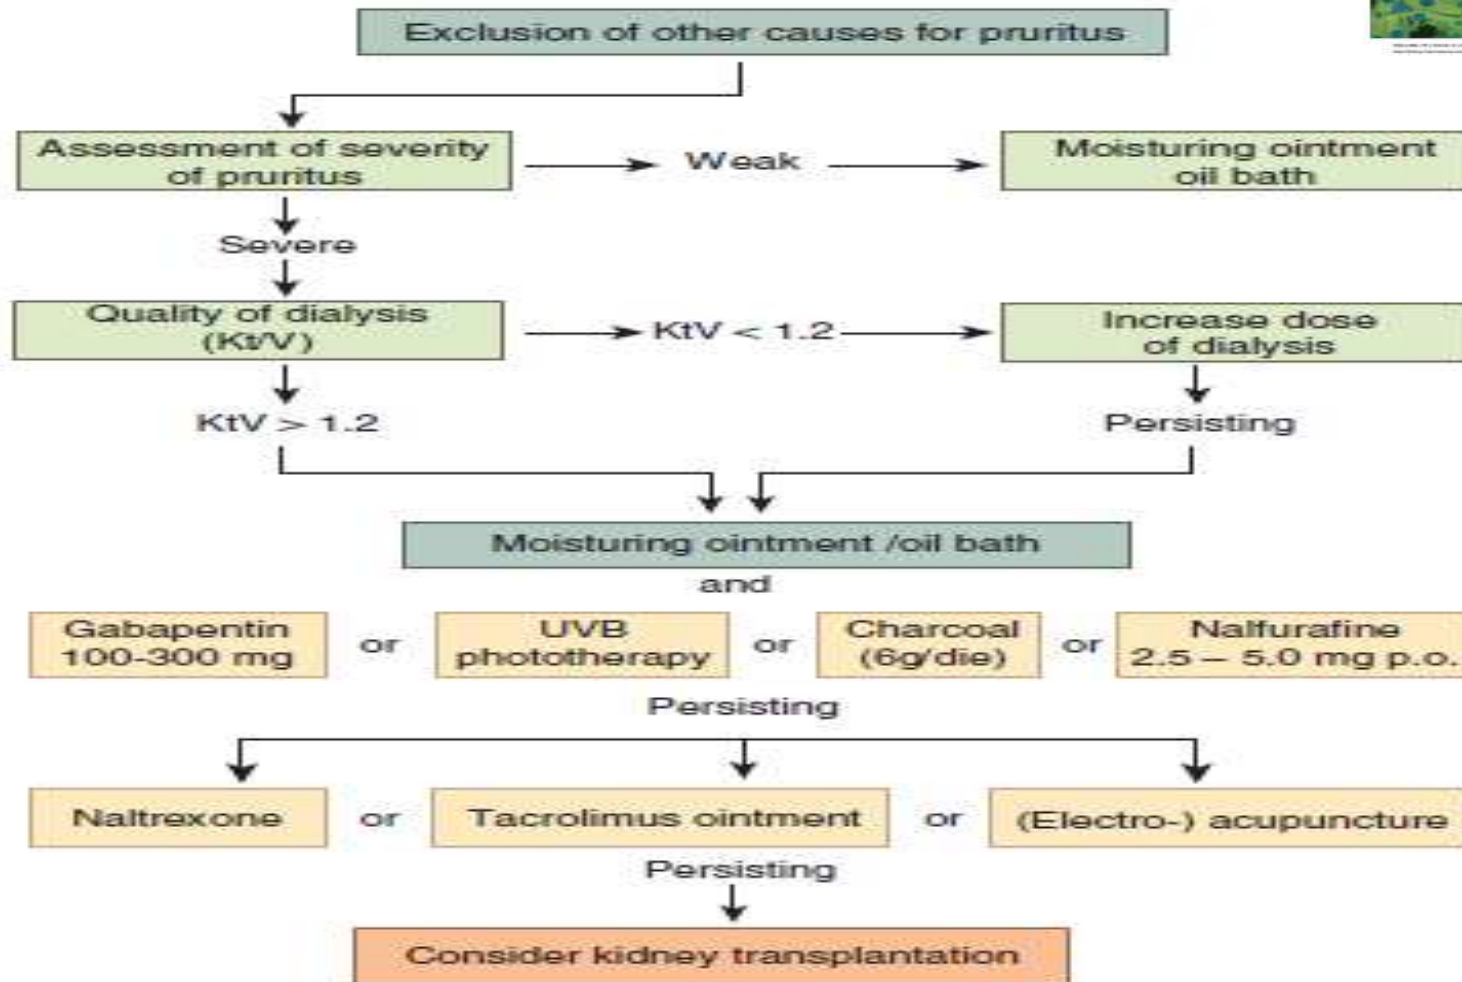 Exclusion of other causes for pruritus
Assessment of severity
of pruritus
Weak
Moisturing ointment
oil bath
Severe
Quality of dialysis
(Kt/V)
KtV < 1.2
Increase dose
of dialysis
KtV > 1.2
Persisting
Moisturing ointment /oil bath
and
Gabapentin
100-300 mg
or
UVB
phototherapy
or
Charcoal
(6g/die)
or
Nalfurafine
2.5 – 5.0 mg p.o.
Persisting
Naltrexone
or
Tacrolimus ointment
or
(Electro-) acupuncture
Persisting
Consider kidney transplantation